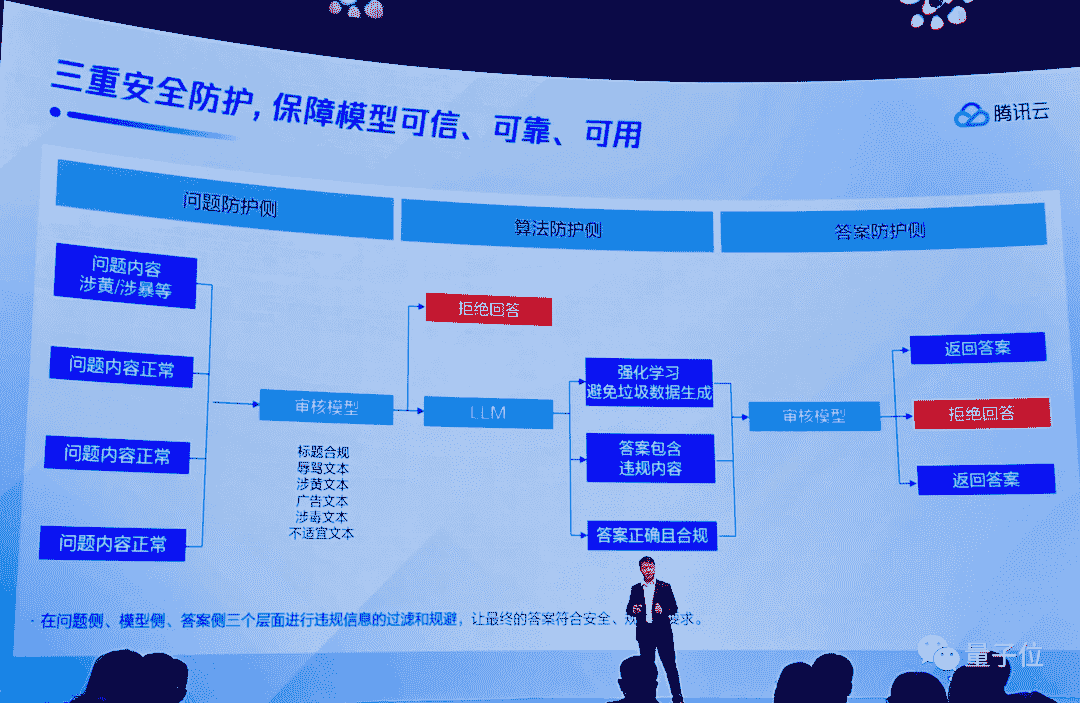 三重安全防护，保障模型可信、可靠、可用
腾讯云
问题防护侧
算法防护侧
答案防护侧
问题内容
涉黄/涉暴等
问题内容正常
问题内容正常
问题内容正常
审核模型
标题合规
辱骂文本
涉黄文本
广告文本
涉毒文本
不适宜文本
拒绝回答
LLM
强化学习
避免垃圾数据生成
答案包含
违规内容
答案正确且合规
审核模型
返回答案
拒绝回答
返回答案
· 在问题侧、模型侧、答案侧三个层面进行违规信息的过滤和规避，让最终的答案符合安全、要求。
量子位